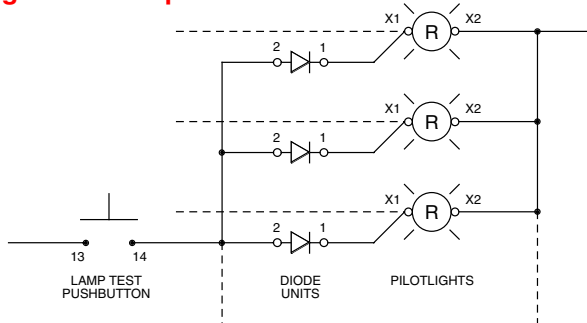 X1 R X2
2 1
X1 R X2
2 1
X1 R X2
2 1
13 14
LAMP TEST
PUSHBUTTON
DIODE
UNITS
PILOTLIGHTS